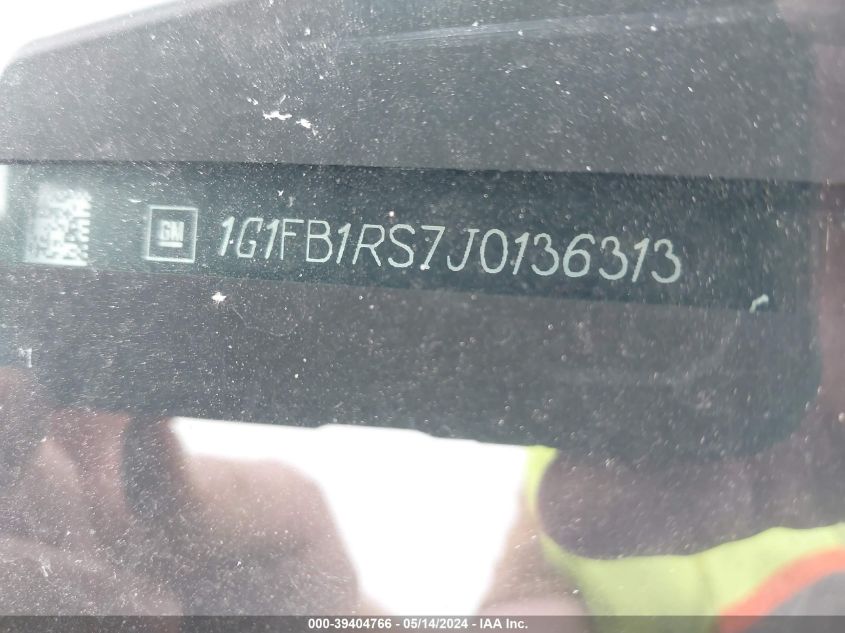 GM 1G1FB1RS7J0136313
000-39404766 - 05/14/2024 - IAA Inc.